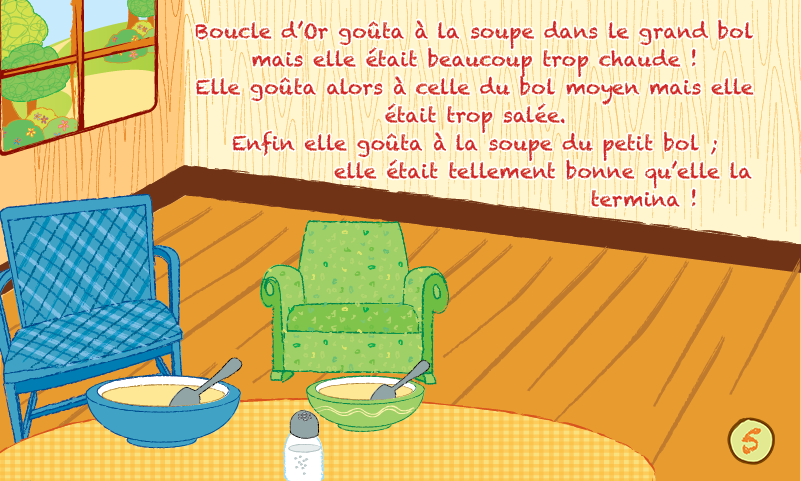 Boucle d'Or goûta à la soupe dans le grand bol
mais elle était beaucoup trop chaude !
Elle goûta alors à celle du bol moyen mais elle
était trop salée.
Enfin elle goûta à la soupe du petit bol ;
elle était tellement bonne qu'elle la
termina !
5